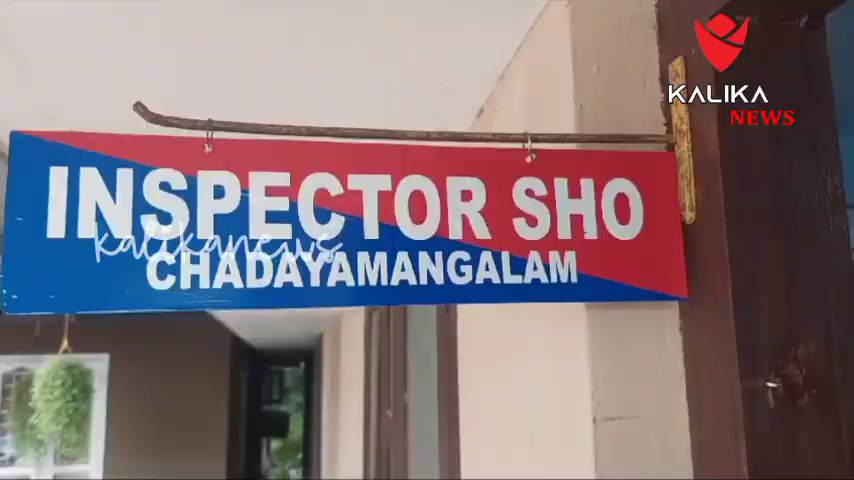 KALIKA
NEWS
INSPECTOR SHO
kalikanews
CHADAYAMANGALAM